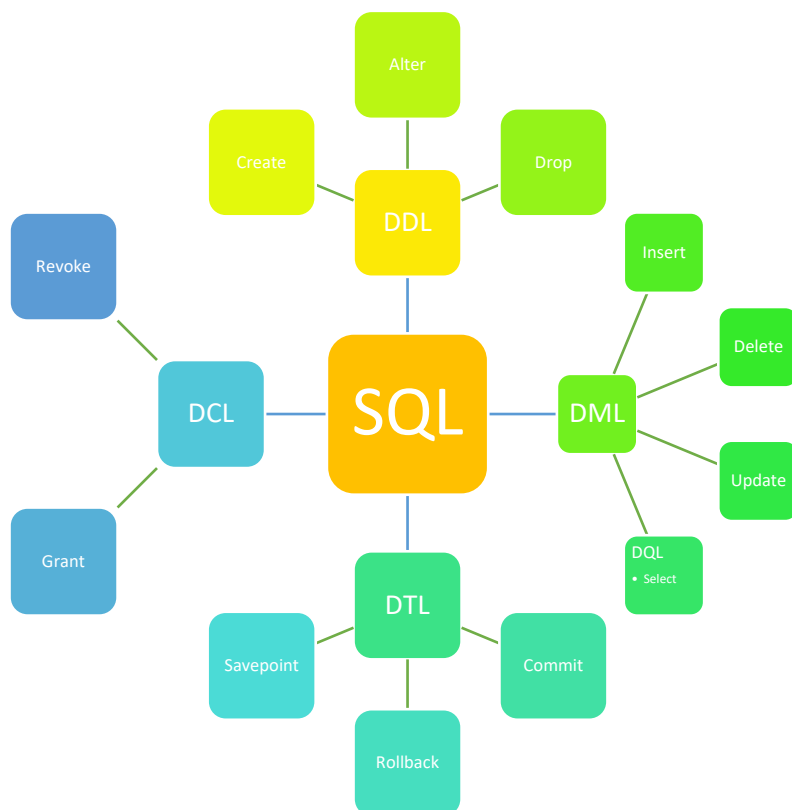 Alter
Create
Drop
DDL
Revoke
Insert
Delete
DCL
SQL
DML
Update
Grant
DQL
• Select
DTL
Savepoint
Commit
Rollback